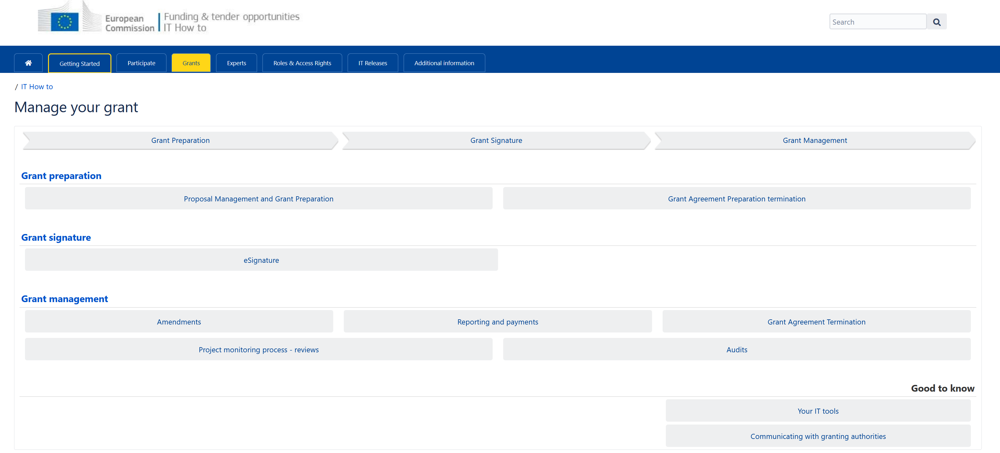 European Commission
Funding & tender opportunities
IT How to
Search
Getting Started
Participate
Grants
Experts
Roles & Access Rights
IT Releases
Additional information
/ IT How to
Manage your grant
Grant Preparation
Grant Signature
Grant Management
Grant preparation
Proposal Management and Grant Preparation
Grant Agreement Preparation termination
Grant signature
eSignature
Grant management
Amendments
Reporting and payments
Grant Agreement Termination
Project monitoring process - reviews
Audits
Good to know
Your IT tools
Communicating with granting authorities